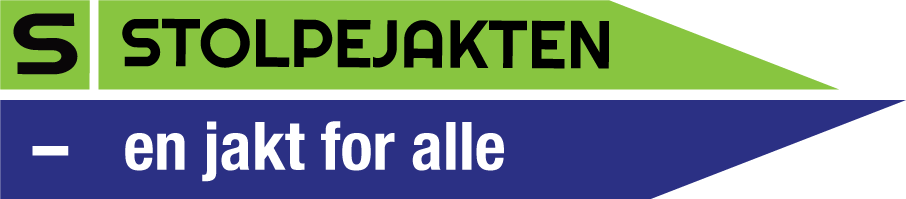 S STOLPEJAKTEN
– en jakt for alle